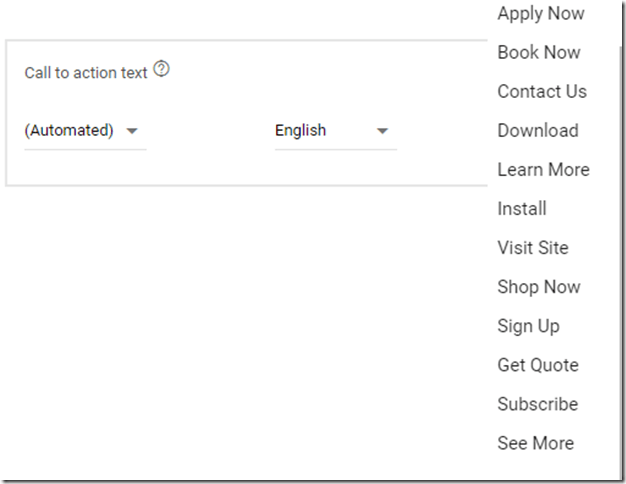 Call to action text
(Automated) English
Apply Now
Book Now
Contact Us
Download
Learn More
Install
Visit Site
Shop Now
Sign Up
Get Quote
Subscribe
See More